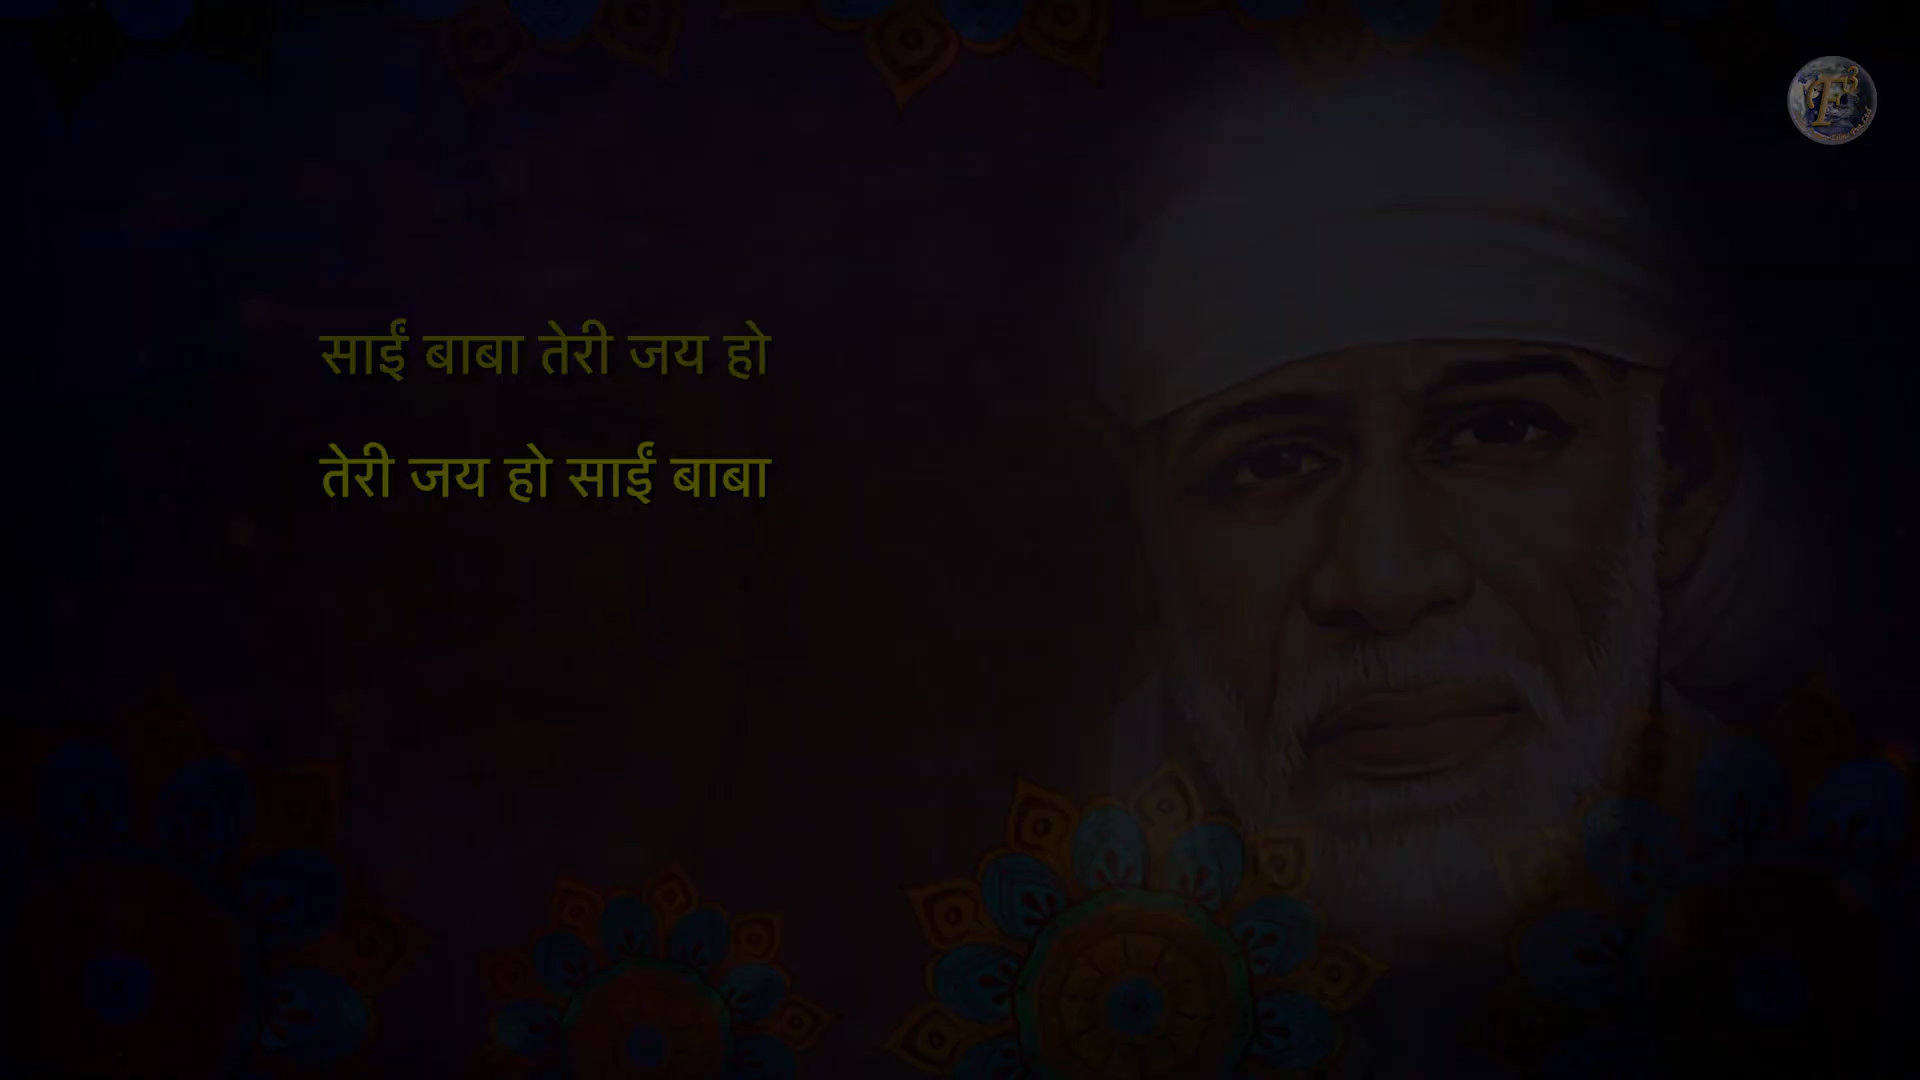 साईं बाबा तेरी जय हो
तेरी जय हो साईं बाबा